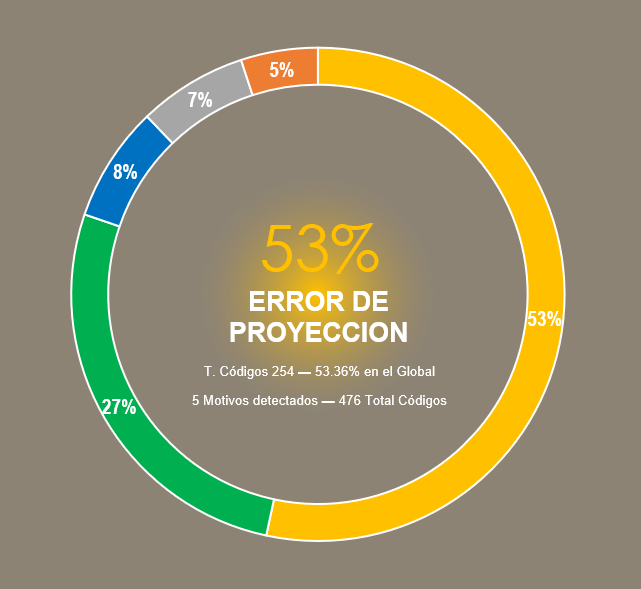 5%
7%
8%
53%
ERROR DE
PROYECCION
53%
T. Códigos 254 — 53.36% en el Global
5 Motivos detectados — 476 Total Códigos
27%